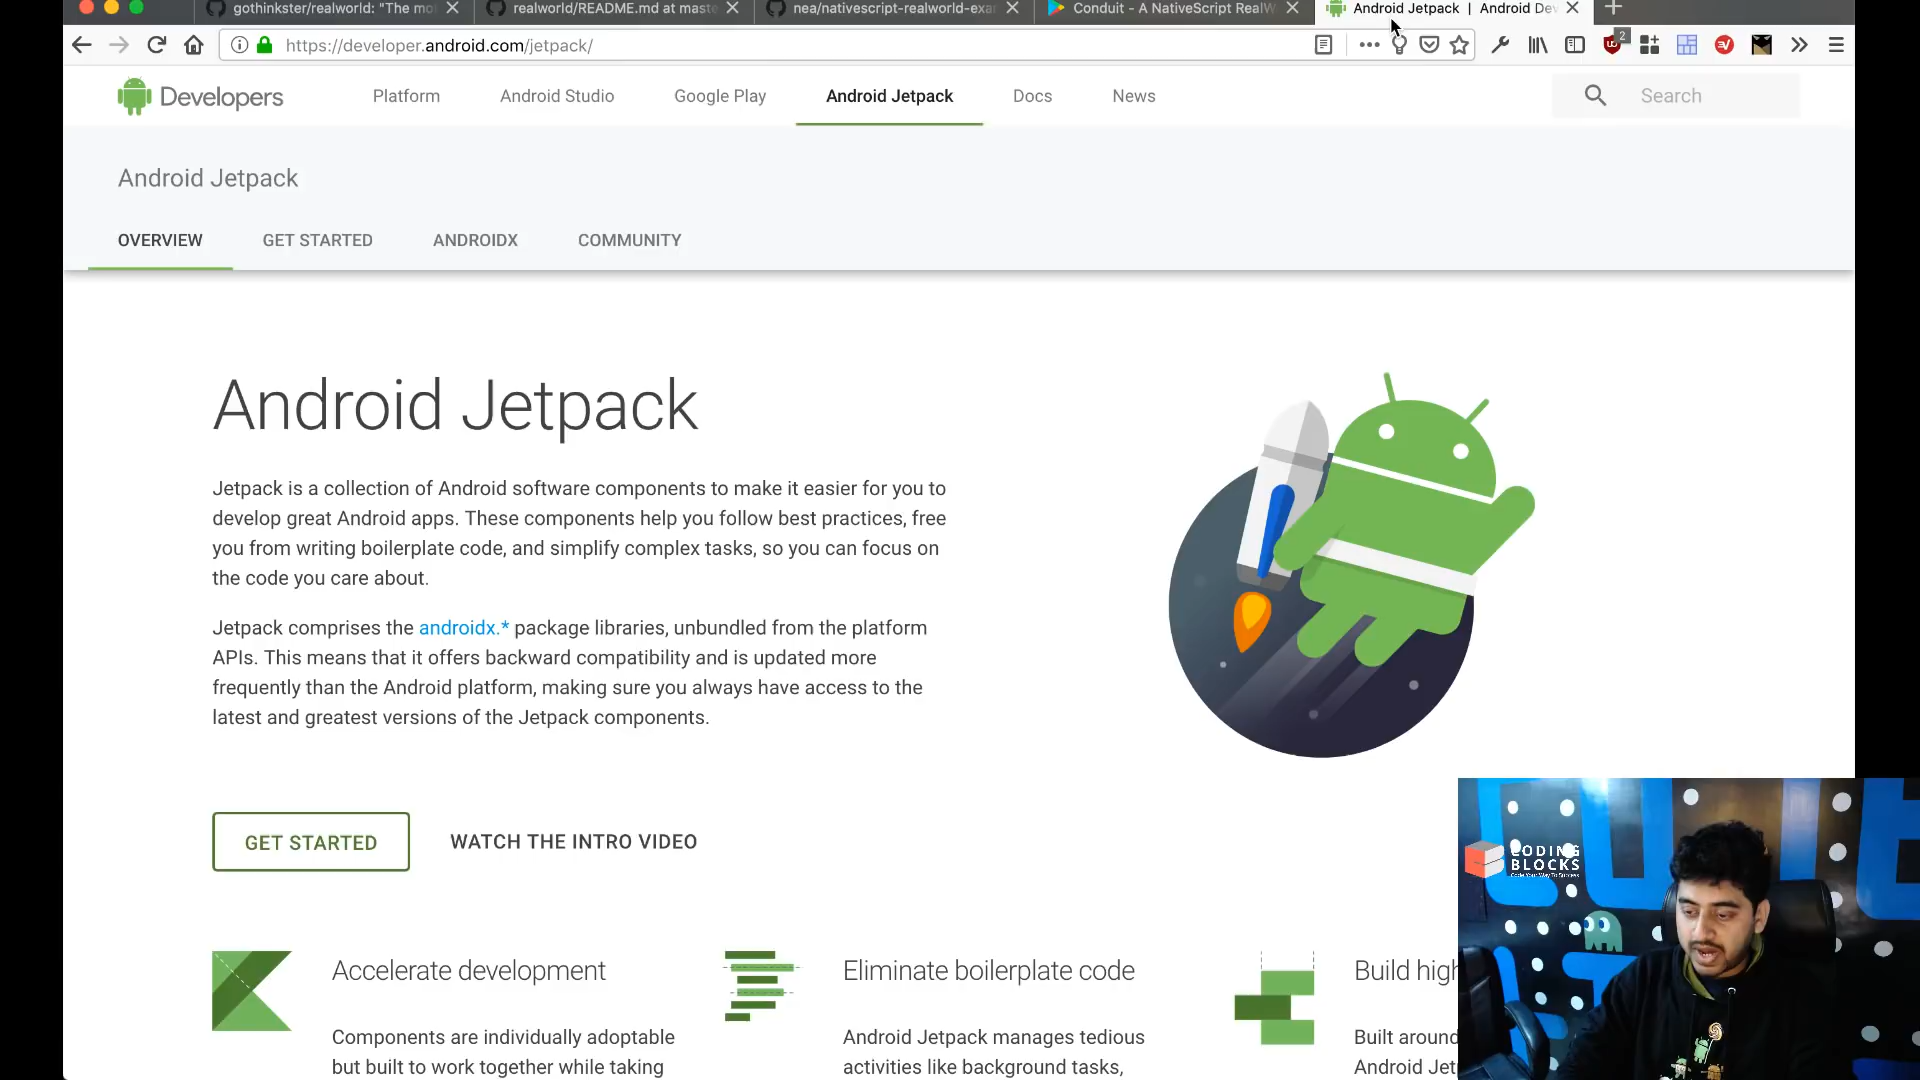 gothinkster/realworld: "The mo
realworld/README.md at maste
nea/nativescript-realworld-exa
Conduit - A NativeScript RealW
Android Jetpack | Android Dev
https://developer.android.com/jetpack/
2
Developers
Platform
Android Studio
Google Play
Android Jetpack
Docs
News
Search
Android Jetpack
OVERVIEW
GET STARTED
ANDROIDX
COMMUNITY
Android Jetpack
Jetpack is a collection of Android software components to make it easier for you to
develop great Android apps. These components help you follow best practices, free
you from writing boilerplate code, and simplify complex tasks, so you can focus on
the code you care about.
Jetpack comprises the androidx.* package libraries, unbundled from the platform
APIs. This means that it offers backward compatibility and is updated more
frequently than the Android platform, making sure you always have access to the
latest and greatest versions of the Jetpack components.
GET STARTED
WATCH THE INTRO VIDEO
Accelerate development
Components are individually adoptable
but built to work together while taking
Eliminate boilerplate code
Android Jetpack manages tedious
activities like background tasks,
Build high
Built around
Android Jet
CODING
BLOCKS
Code Your Way To Success